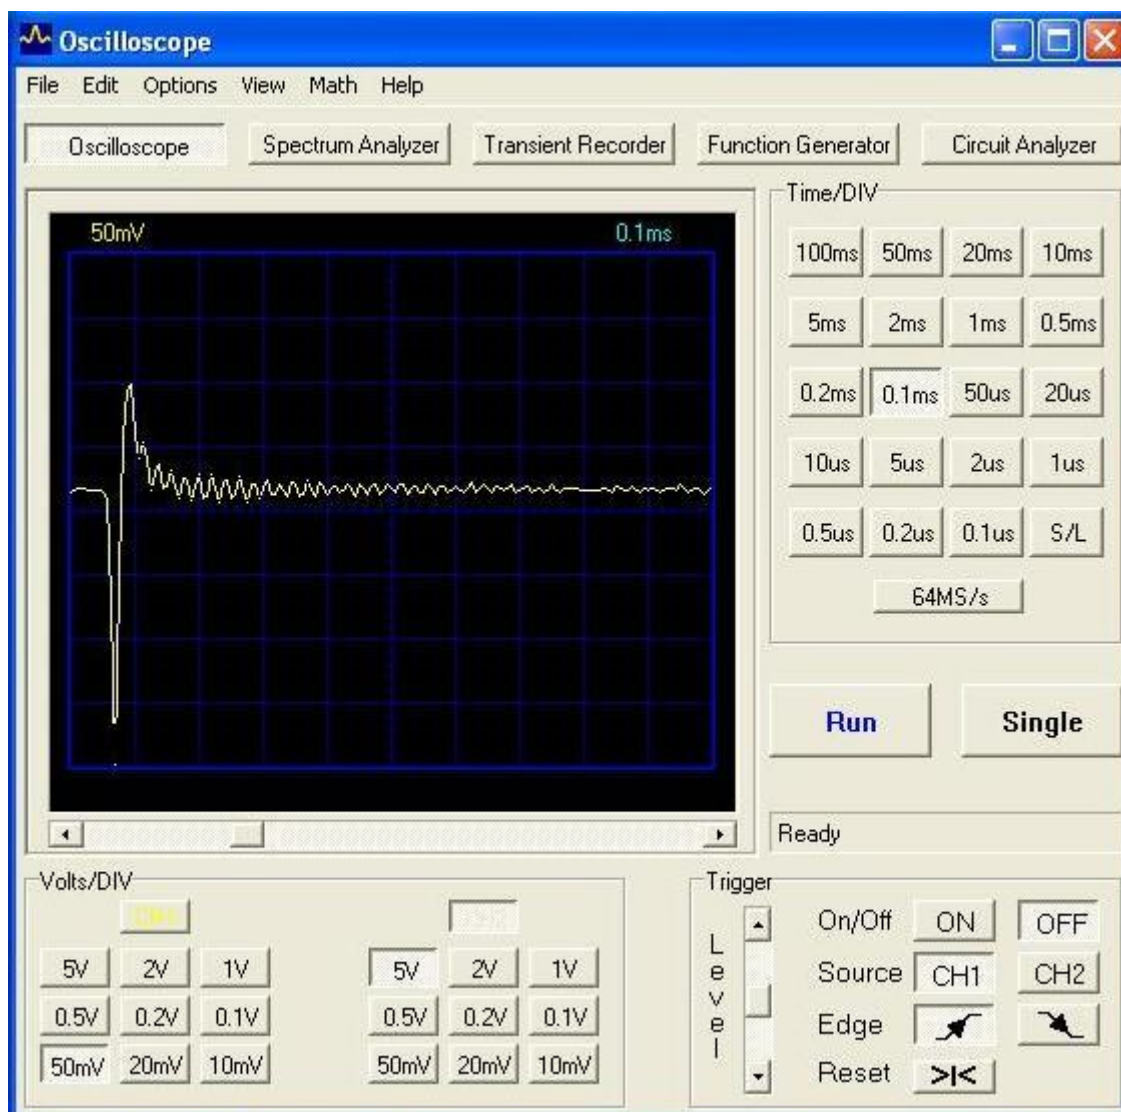 Oscilloscope
File Edit Options View Math Help
Oscilloscope Spectrum Analyzer Transient Recorder Function Generator Circuit Analyzer
Time/DIV
50mV 0.1ms
100ms 50ms 20ms 10ms
5ms 2ms 1ms 0.5ms
0.2ms 0.1ms 50us 20us
10us 5us 2us 1us
0.5us 0.2us 0.1us S/L
64MS/s
Run Single
Ready
Volts/DIV
CH1
5V 2V 1V 5V 2V 1V
0.5V 0.2V 0.1V 0.5V 0.2V 0.1V
50mV 20mV 10mV 50mV 20mV 10mV
Trigger
Level
On/Off ON OFF
Source CH1 CH2
Edge
Reset >I<